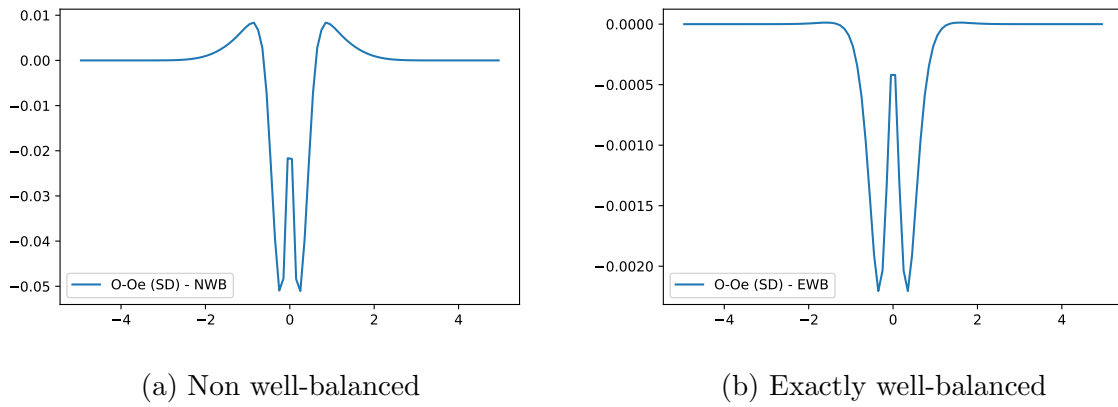 0.01
0.00
−0.01
−0.02
−0.03
−0.04
−0.05
O-Oe (SD) - NWB
−4 −2 0 2 4
(a) Non well-balanced
0.0000
−0.0005
−0.0010
−0.0015
−0.0020
O-Oe (SD) - EWB
−4 −2 0 2 4
(b) Exactly well-balanced